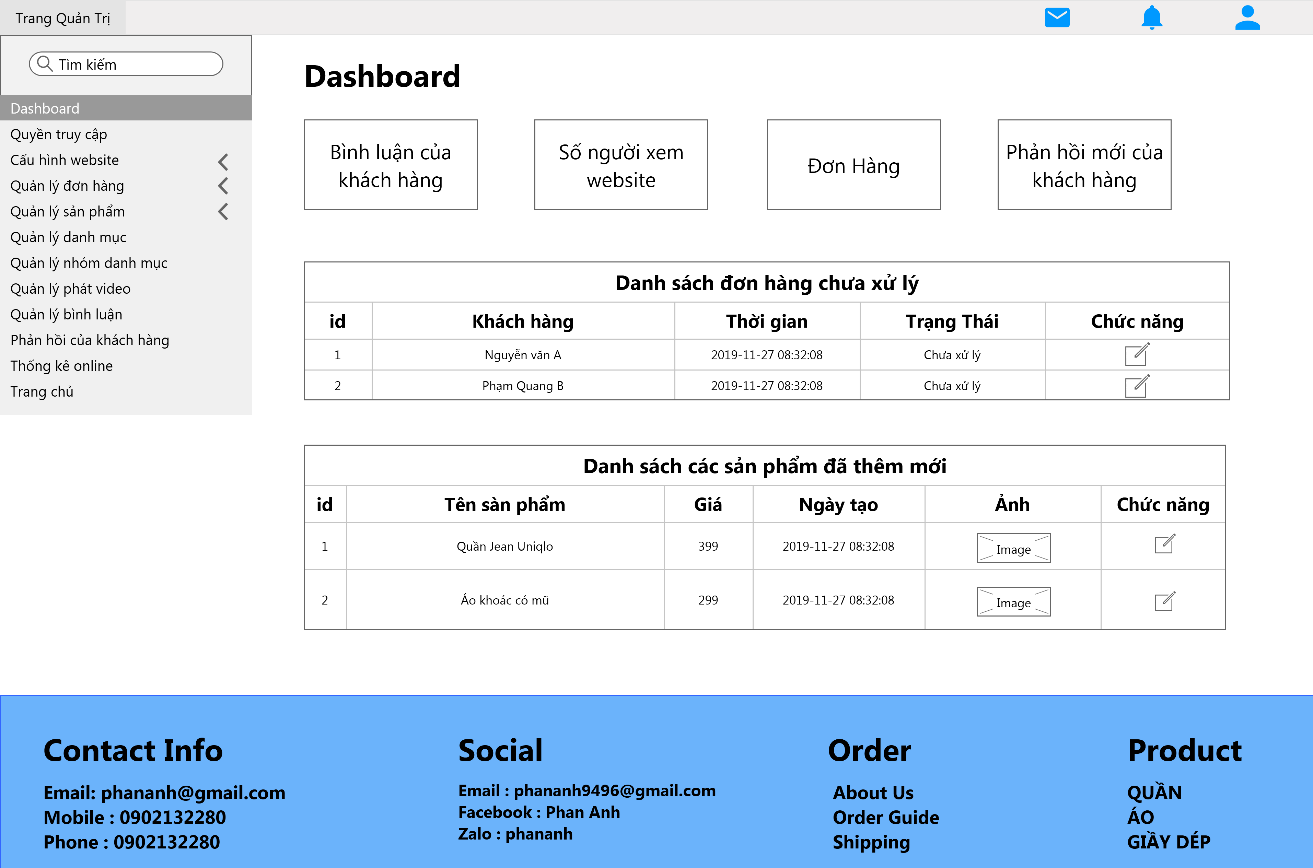 Trang Quản Trị
Tìm kiếm
Dashboard
Quyền truy cập
Cấu hình website
Quản lý đơn hàng
Quản lý sản phẩm
Quản lý danh mục
Quản lý nhóm danh mục
Quản lý phát video
Quản lý bình luận
Phản hồi của khách hàng
Thống kê online
Trang chú
Dashboard
Bình luận của
khách hàng
Số người xem
website
Đơn Hàng
Phản hồi mới của
khách hàng
Danh sách đơn hàng chưa xử lý
id Khách hàng Thời gian Trạng Thái Chức năng
1 Nguyễn văn A 2019-11-27 08:32:08 Chưa xử lý
2 Phạm Quang B 2019-11-27 08:32:08 Chưa xử lý
Danh sách các sản phẩm đã thêm mới
id Tên sàn phẩm Giá Ngày tạo Ảnh Chức năng
1 Quần Jean Uniqlo 399 2019-11-27 08:32:08 Image
2 Áo khoác có mũ 299 2019-11-27 08:32:08 Image
Contact Info
Email: phananh@gmail.com
Mobile : 0902132280
Phone : 0902132280
Social
Email : phananh9496@gmail.com
Facebook : Phan Anh
Zalo : phananh
Order
About Us
Order Guide
Shipping
Product
QUẦN
ÁO
GIẦY DÉP